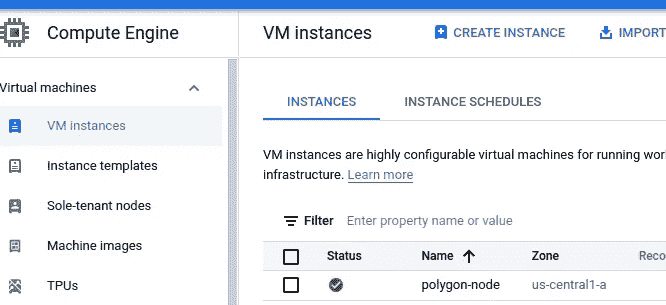 Compute Engine
VM instances
CREATE INSTANCE
IMPORT
Virtual machines
VM instances
Instance templates
Sole-tenant nodes
Machine images
TPUs
INSTANCES
INSTANCE SCHEDULES
VM instances are highly configurable virtual machines for running
infrastructure. Learn more
Filter Enter property name or value
Status Name Zone
polygon-node us-central1-a